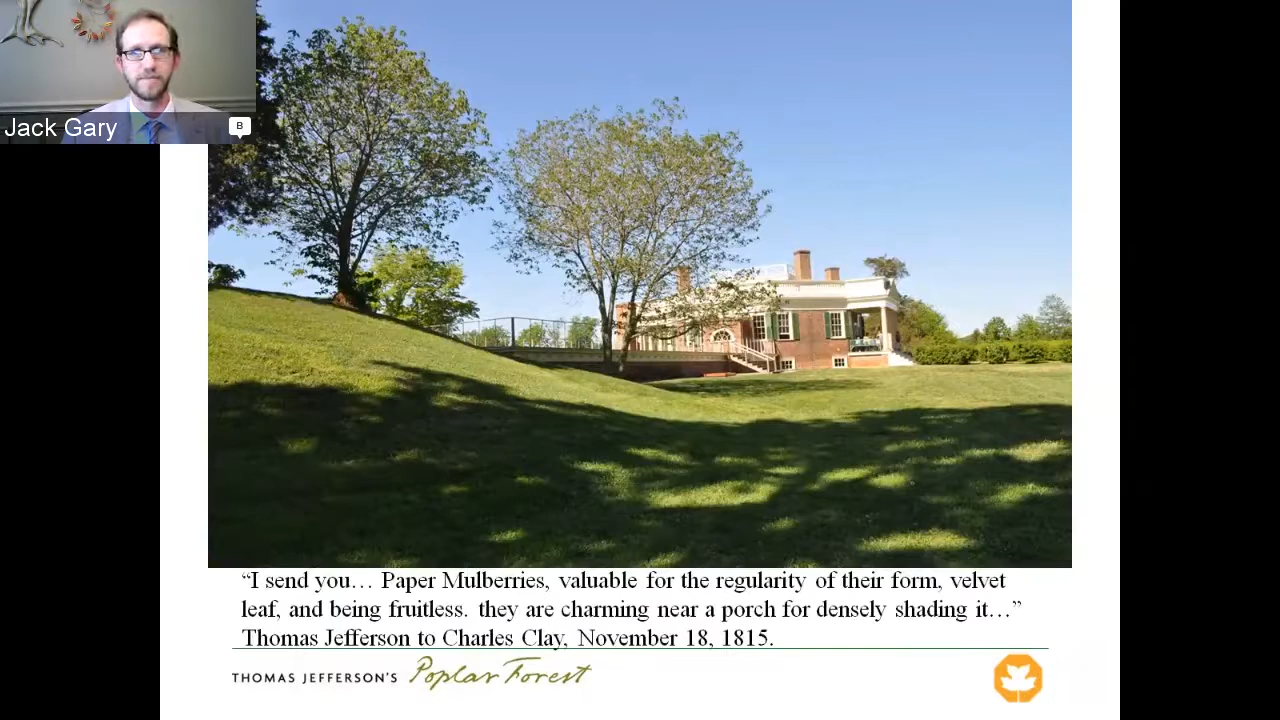 Jack Gary
B
“I send you… Paper Mulberries, valuable for the regularity of their form, velvet
leaf, and being fruitless. they are charming near a porch for densely shading it…”
Thomas Jefferson to Charles Clay, November 18, 1815.
THOMAS JEFFERSON'S Poplar Forest